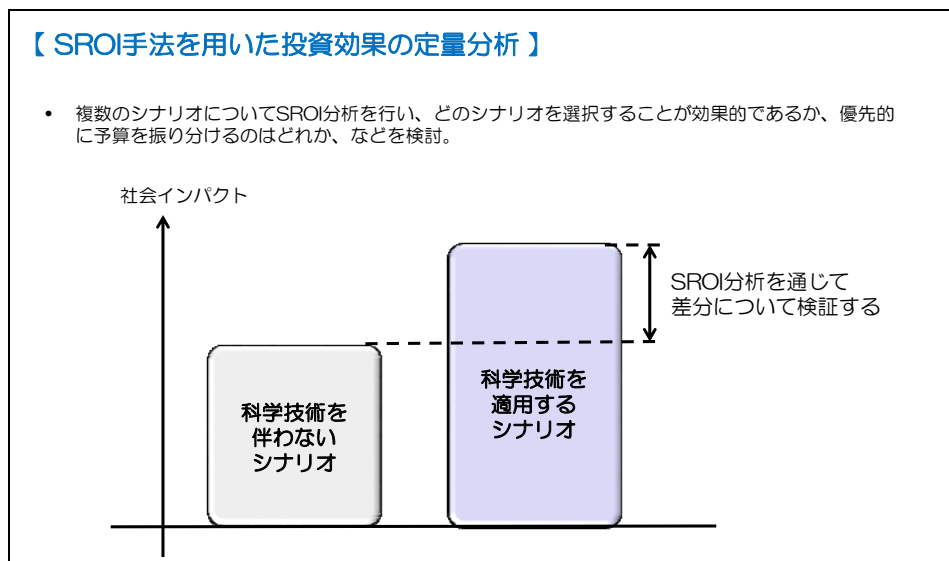 【 SROI手法を用いた投資効果の定量分析 】
• 複数のシナリオについてSROI分析を行い、どのシナリオを選択することが効果的であるか、優先的
に予算を振り分けるのはどれか、などを検討。
社会インパクト
SROI分析を通じて
差分について検証する
科学技術を
適用する
シナリオ
科学技術を
伴わない
シナリオ